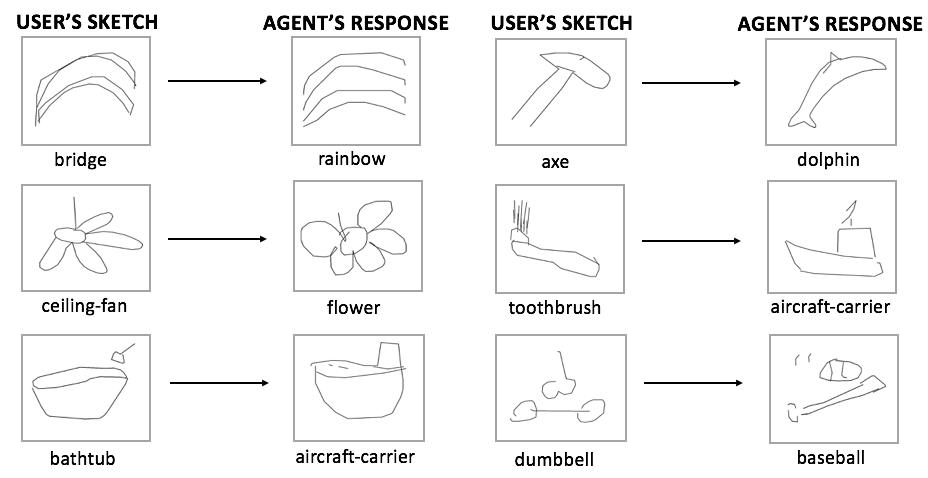 USER'S SKETCH AGENT'S RESPONSE USER'S SKETCH AGENT'S RESPONSE
bridge rainbow axe dolphin
ceiling-fan flower toothbrush aircraft-carrier
bathtub aircraft-carrier dumbbell baseball